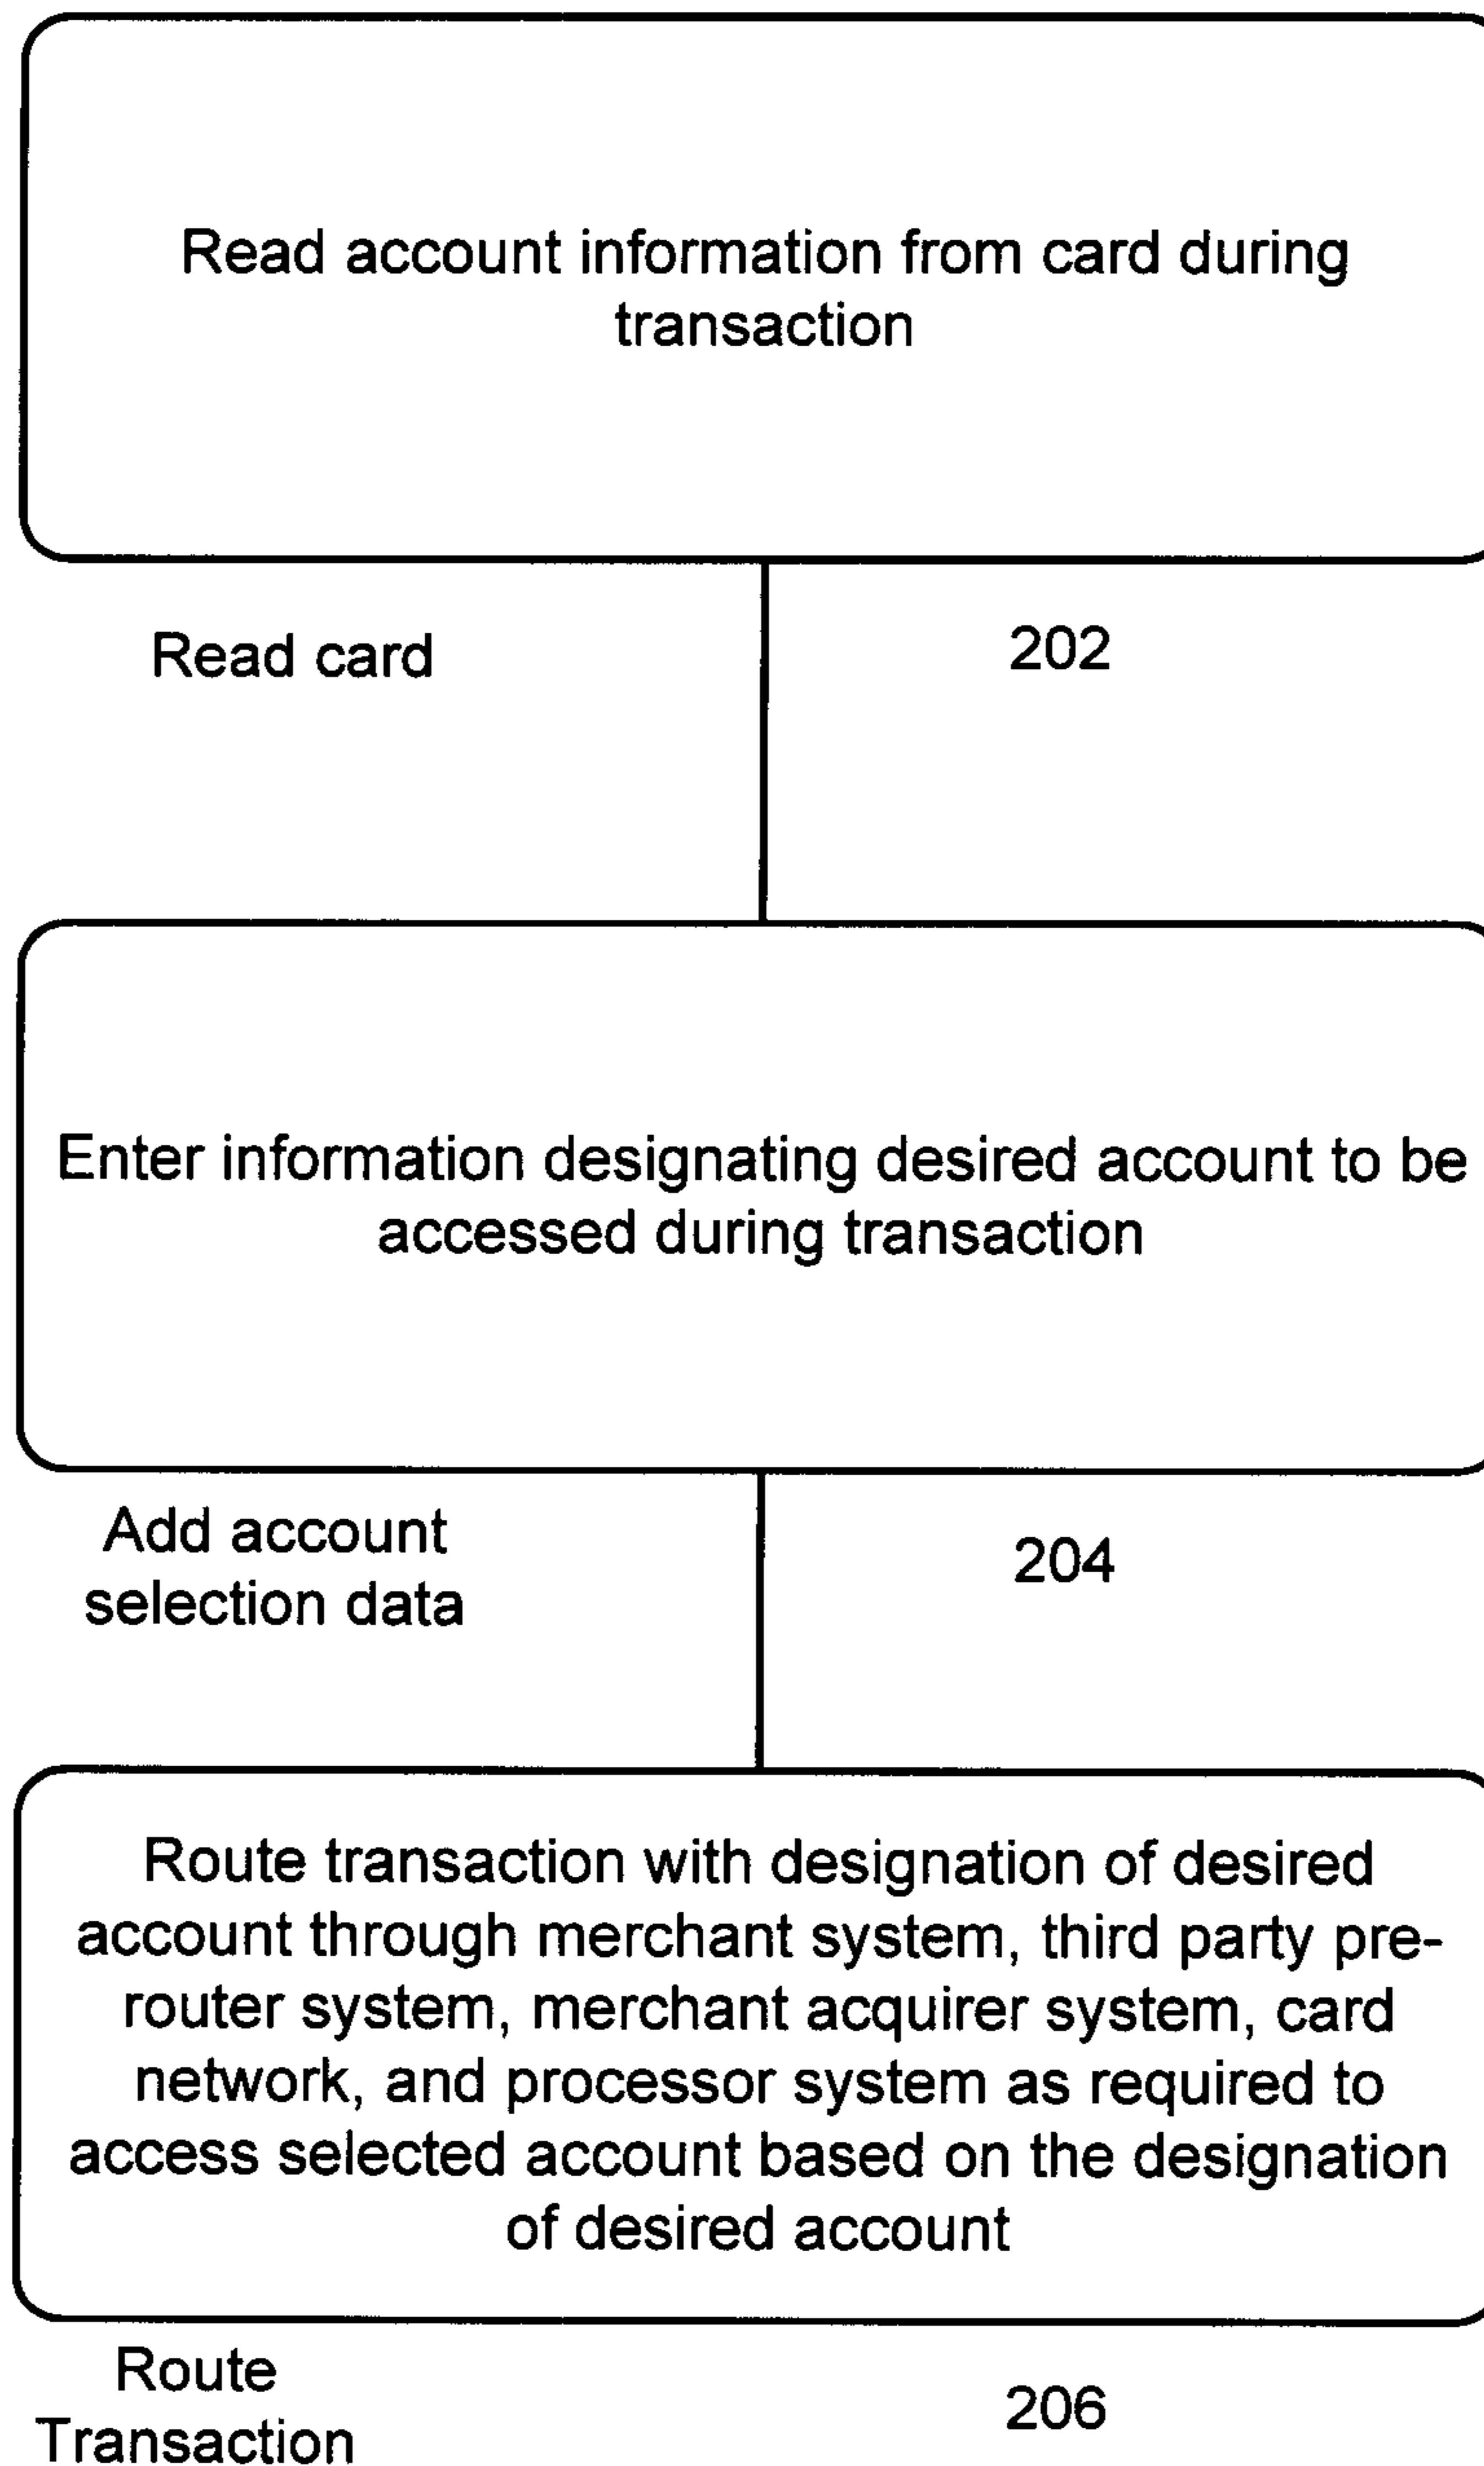 Read account information from card during
transaction
Read card
202
Enter information designating desired account to be
accessed during transaction
Add account
selection data
204
Route transaction with designation of desired
account through merchant system, third party pre-
router system, merchant acquirer system, card
network, and processor system as required to
access selected account based on the designation
of desired account
Route
Transaction
206